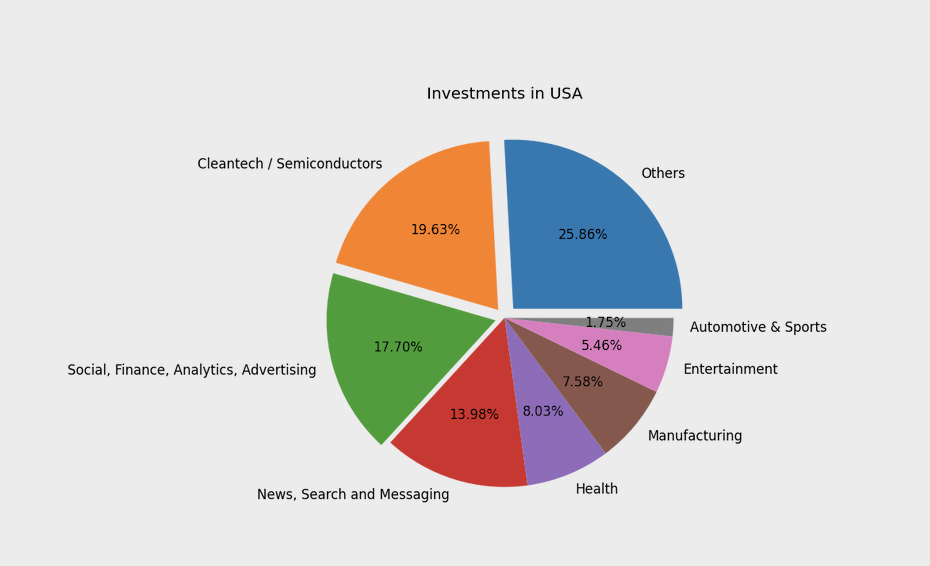 Investments in USA
Cleantech / Semiconductors
Others
19.63%
25.86%
1.75%
Automotive & Sports
17.70%
5.46%
Social, Finance, Analytics, Advertising
Entertainment
7.58%
13.98%
8.03%
Manufacturing
News, Search and Messaging
Health